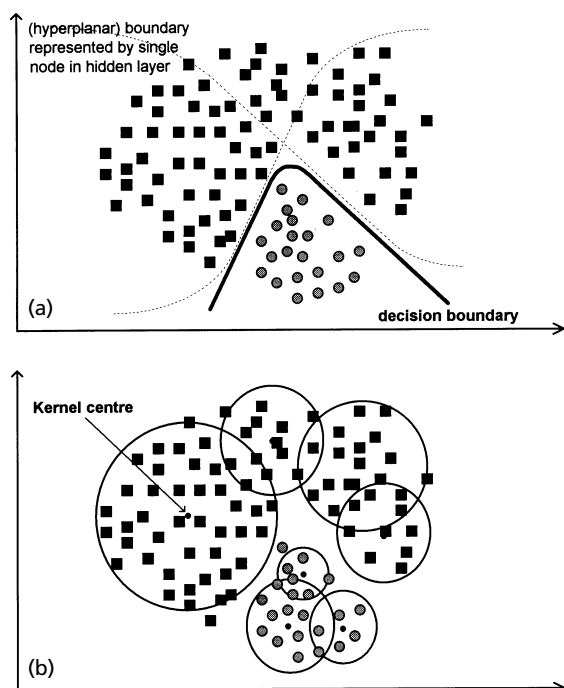 (hyperplanar) boundary
represented by single
node in hidden layer
(a)
decision boundary
Kernel centre
(b)